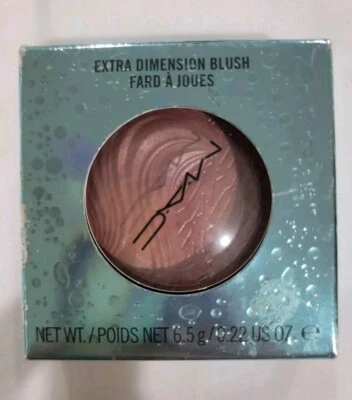 EXTRA DIMENSION BLUSH
FARD À JOUES
M·A·C
NET WT./POIDS NET 6.5 g/0.22 US OZ. ℮